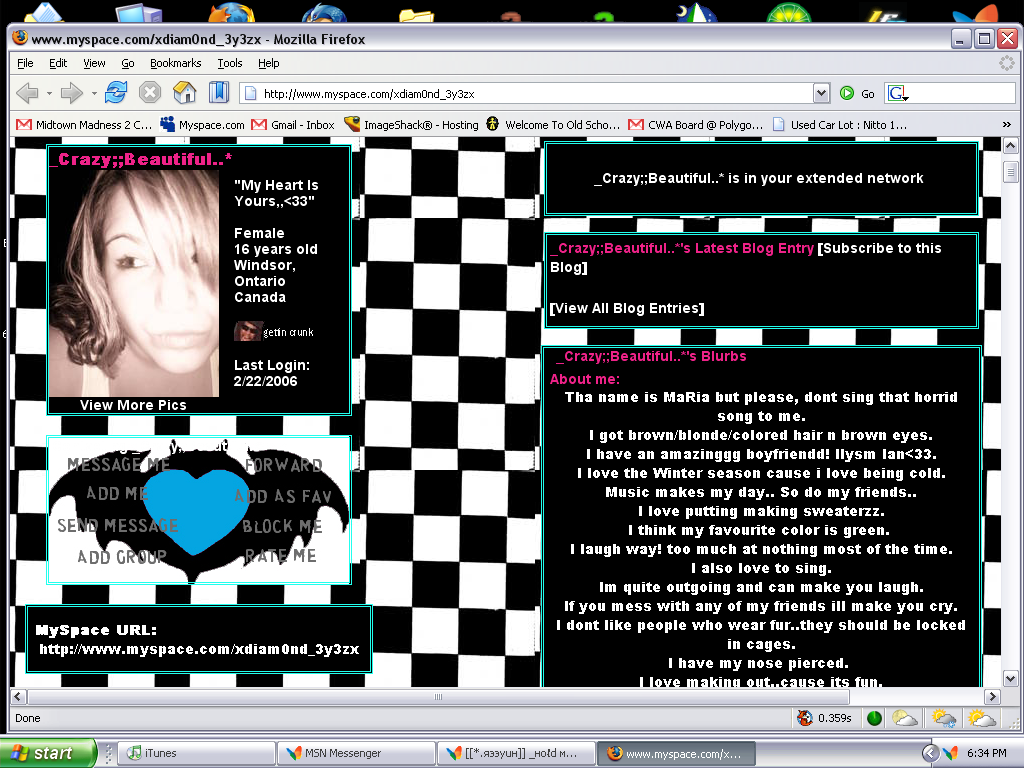 www.myspace.com/xdiam0nd_3y3zx - Mozilla Firefox
File Edit View Go Bookmarks Tools Help
http://www.myspace.com/xdiam0nd_3y3zx Go
Midtown Madness 2 C... Myspace.com Gmail - Inbox ImageShack® - Hosting Welcome To Old Scho... CWA Board @ Polygo... Used Car Lot : Nitto 1... »
_Crazy;;Beautiful..*
"My Heart Is
Yours,,<33"
Female
16 years old
Windsor,
Ontario
Canada
gettin crunk
Last Login:
2/22/2006
View More Pics
MESSAGE ME FORWARD
ADD ME ADD AS FAV
SEND MESSAGE BLOCK ME
ADD GROUP RATE ME
MySpace URL:
http://www.myspace.com/xdiam0nd_3y3zx
_Crazy;;Beautiful..* is in your extended network
_Crazy;;Beautiful..*'s Latest Blog Entry [Subscribe to this
Blog]
[View All Blog Entries]
_Crazy;;Beautiful..*'s Blurbs
About me:
Tha name is MaRia but please, dont sing that horrid
song to me.
I got brown/blonde/colored hair n brown eyes.
I have an amazinggg boyfriendd! Ilysm Ian<33.
I love the Winter season cause i love being cold.
Music makes my day.. So do my friends..
I love putting making sweaterzz.
I think my favourite color is green.
I laugh way! too much at nothing most of the time.
I also love to sing.
Im quite outgoing and can make you laugh.
If you mess with any of my friends ill make you cry.
I dont like people who wear fur..they should be locked
in cages.
I have my nose pierced.
I love making out..cause its fun.
Done 0.359s
start iTunes MSN Messenger [[*.яэзуυн]] _нοℓd м... www.myspace.com/x... 6:34 PM